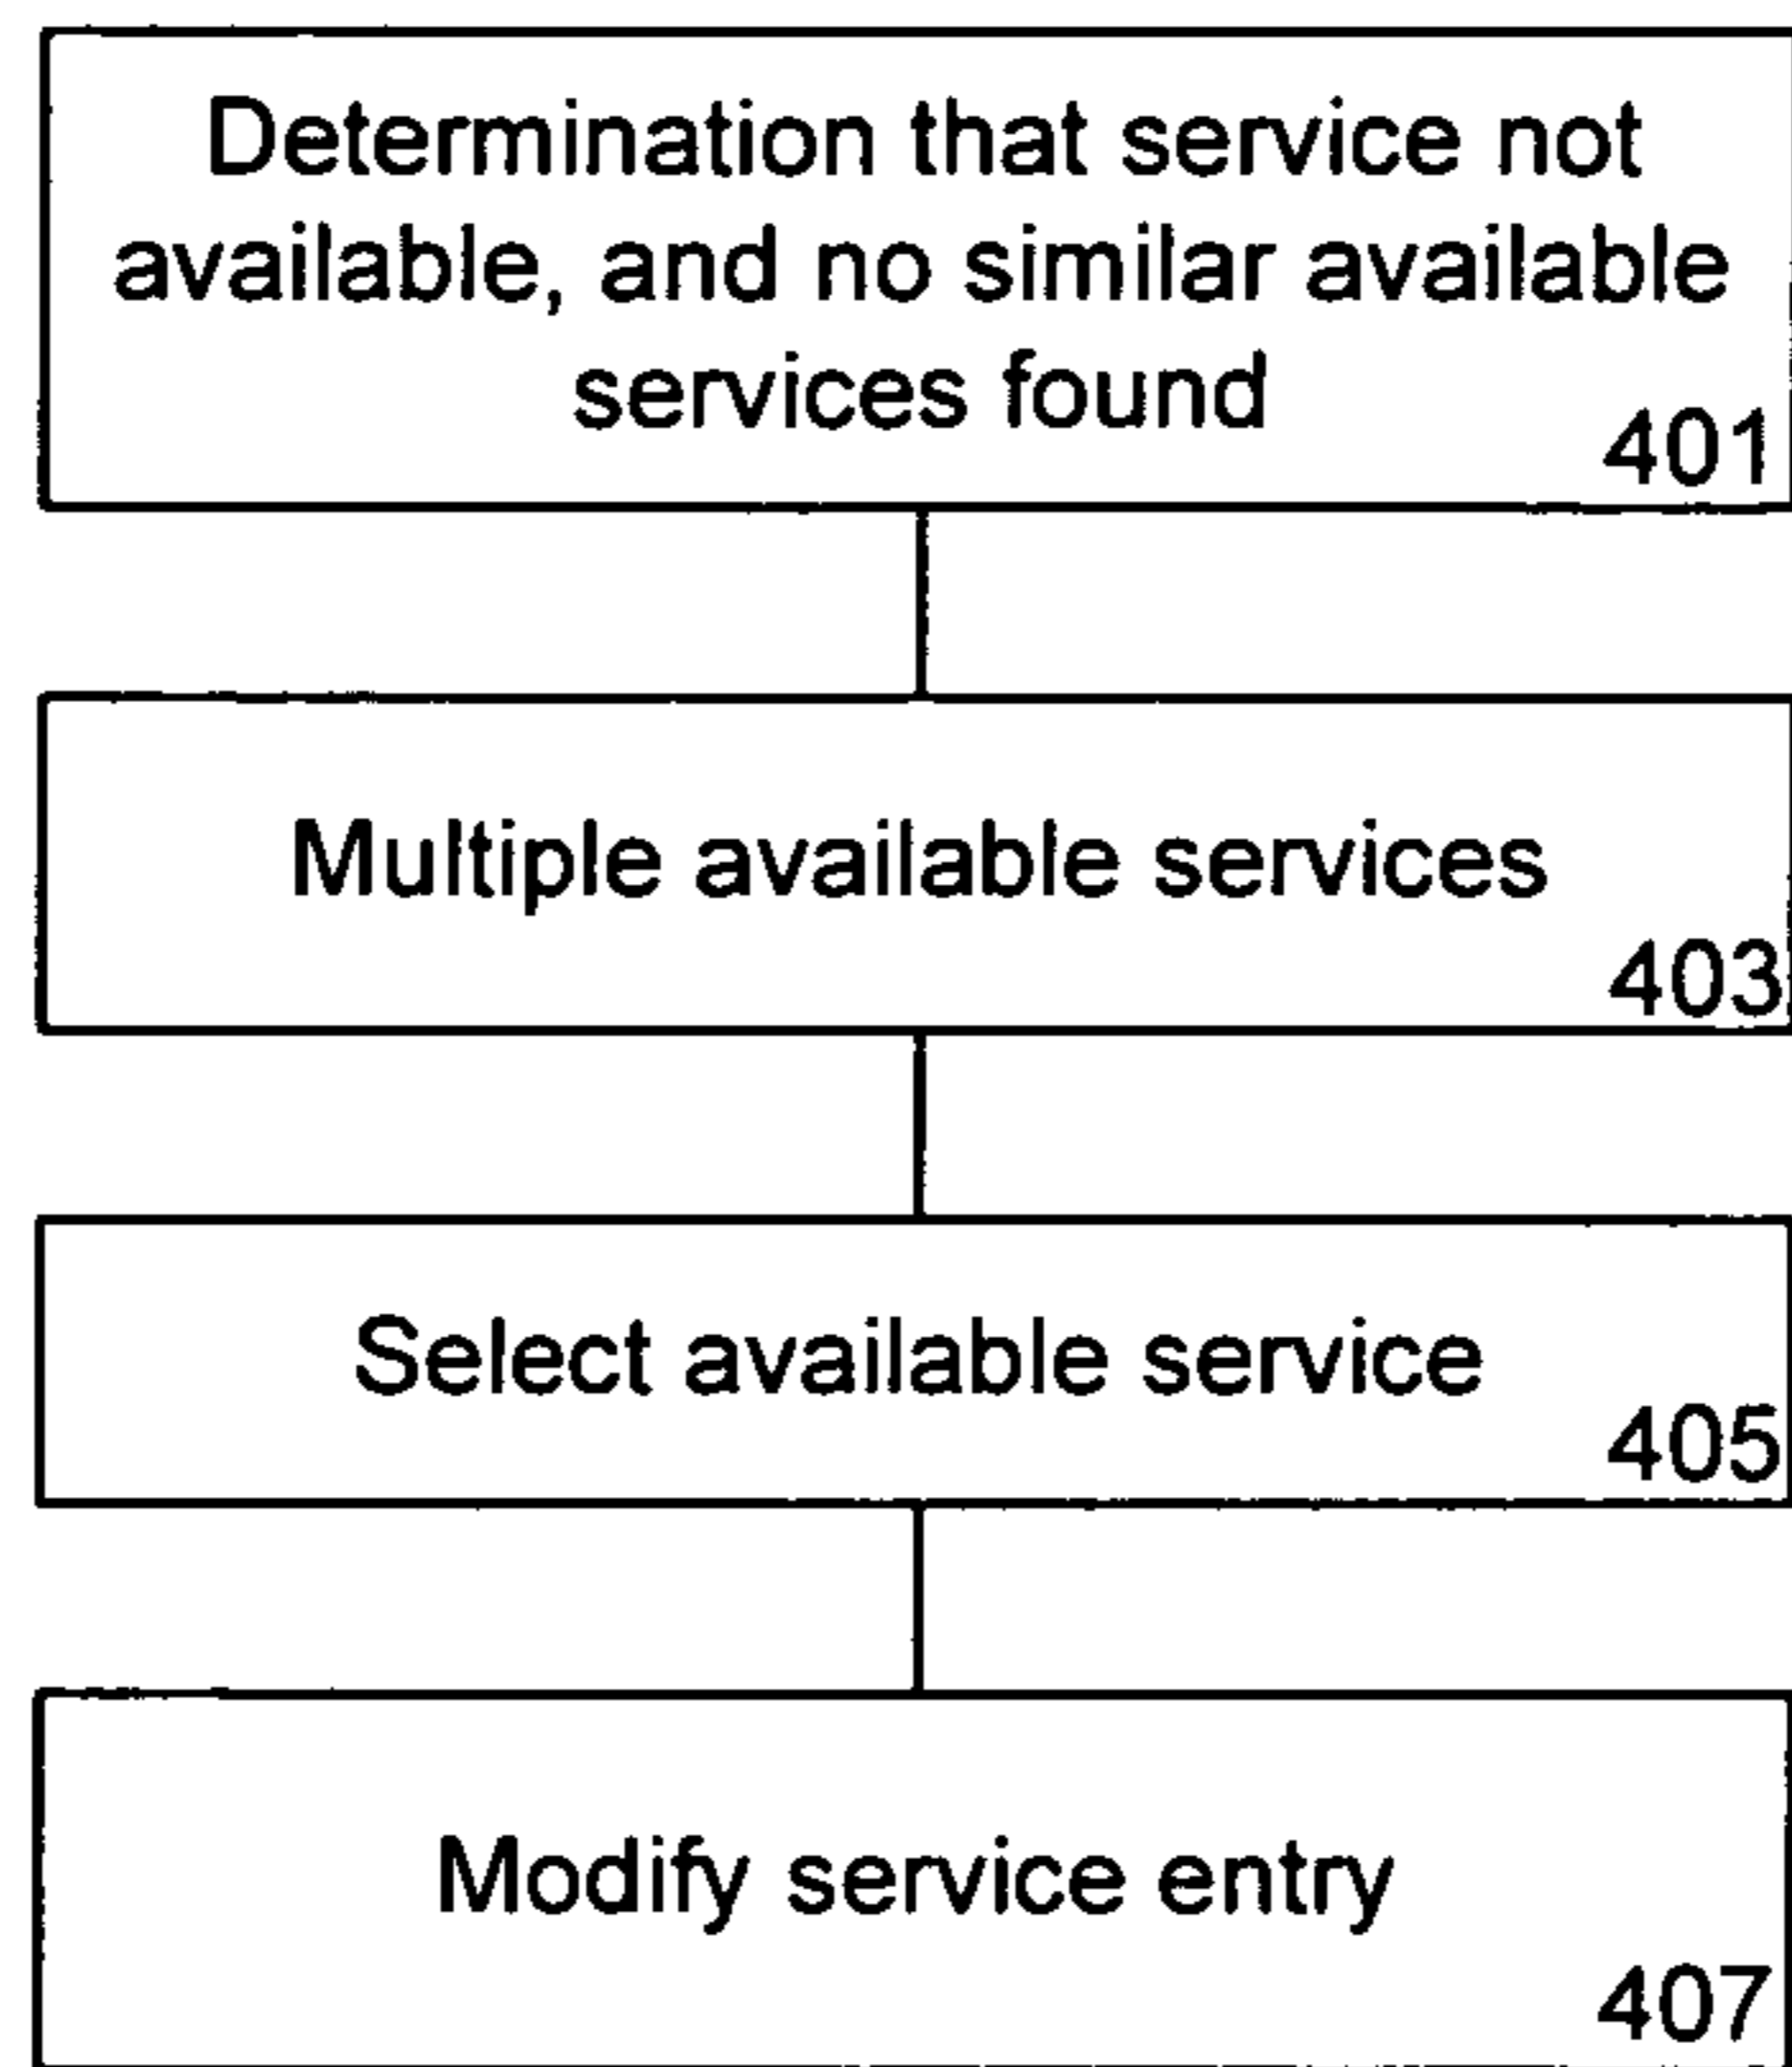 Determination that service not
available, and no similar available
services found
401
Multiple available services
403
Select available service
405
Modify service entry
407